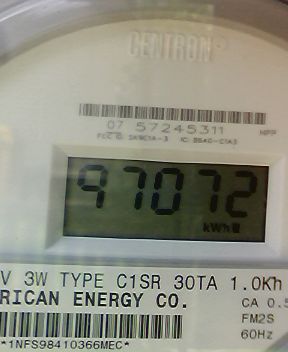 CENTRON®
07 57245311
97072
kWh
V 3W TYPE C1SR 30TA 1.0Kh
RICAN ENERGY CO.
CA 0.5
FM2S
60Hz
*1NFS98410366MEC*